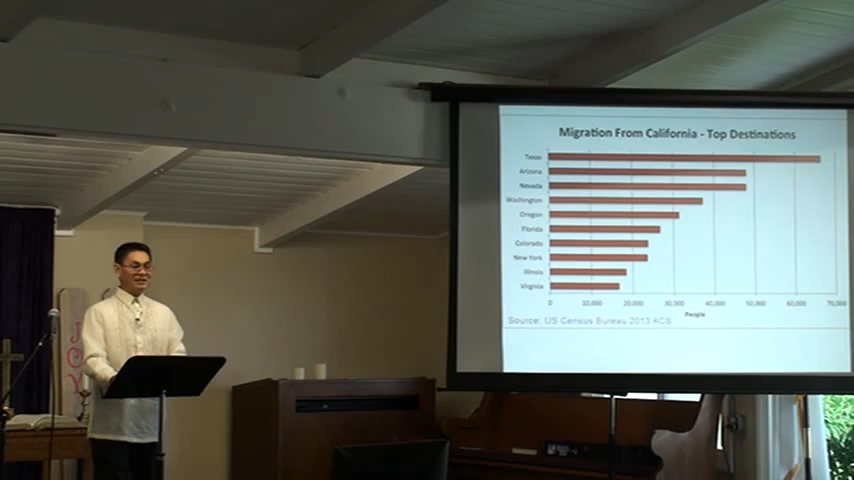 Migration From California - Top Destinations
Texas
Arizona
Nevada
Washington
Oregon
Florida
Colorado
New York
Illinois
Virginia
0 10,000 20,000 30,000 40,000 50,000 60,000 70,000
People
Source: US Census Bureau 2013 ACS
J
C